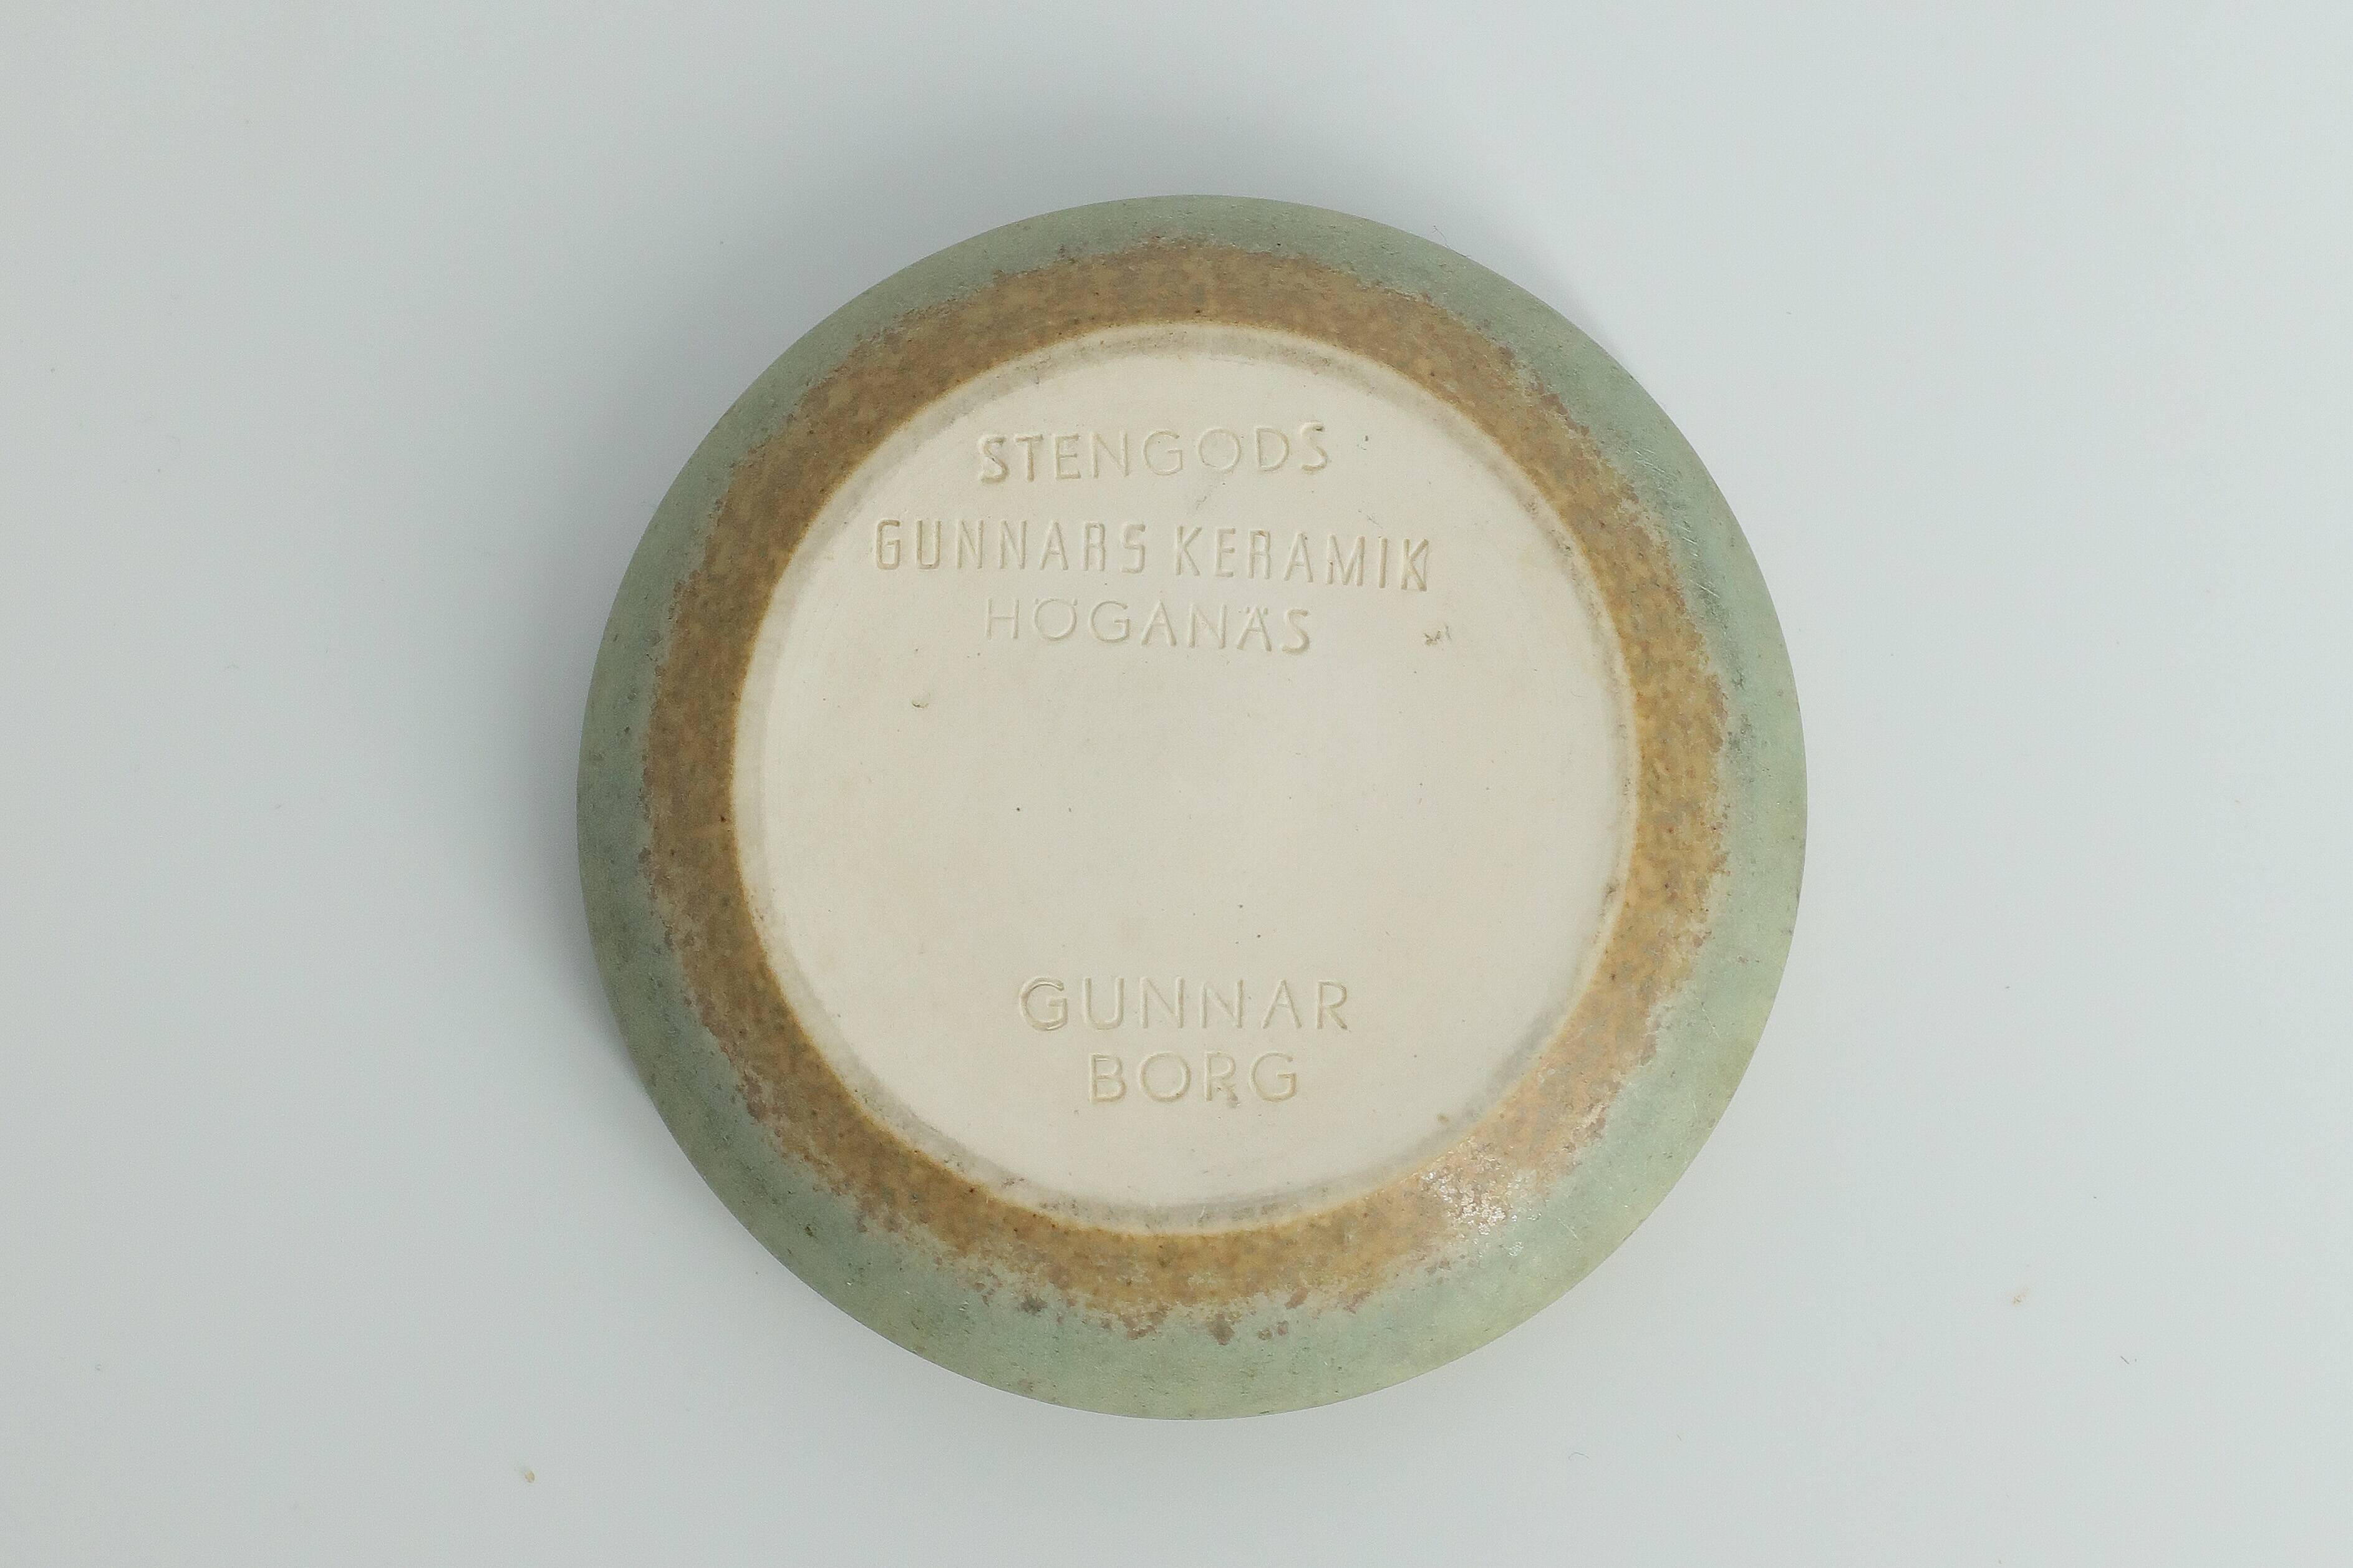 STENGODS
GUNNARS KERAMIK
HÖGANÄS
GUNNAR
BORG